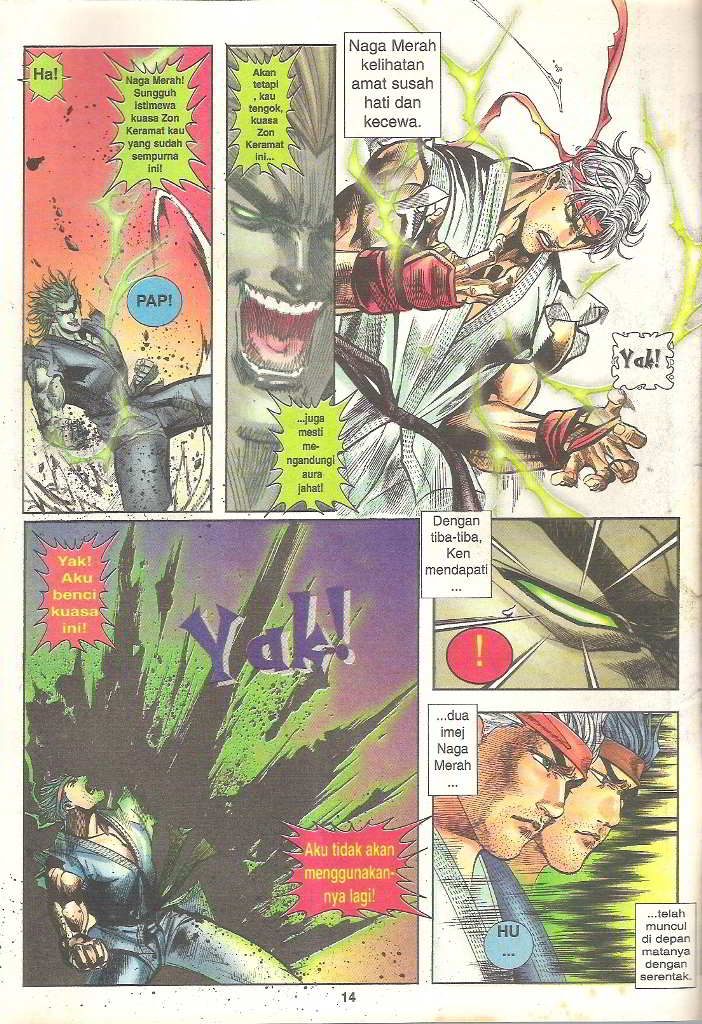 Ha!
Naga Merah!
Sungguh
istimewa
kuasa Zon
Keramat kau
yang sudah
sempurna
ini!
PAP!
Akan
tetapi
, kau
tengok,
kuasa
Zon
Keramat
ini...
...juga
mesti
me-
ngandungi
aura
jahat!
Naga Merah
kelihatan
amat susah
hati dan
kecewa.
Yak!
Yak!
Aku
benci
kuasa
ini!
Yak!
Aku tidak akan
menggunakan-
nya lagi!
Dengan
tiba-tiba,
Ken
mendapati
...
!
...dua
imej
Naga
Merah
...
HU
...
...telah
muncul
di depan
matanya
dengan
serentak.
14